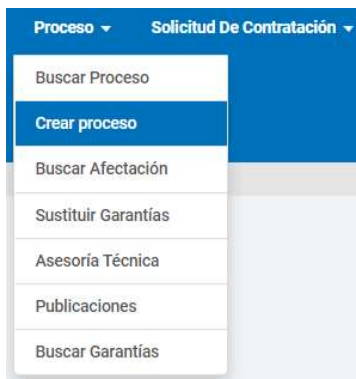 Proceso Solicitud De Contratación
Buscar Proceso
Crear proceso
Buscar Afectación
Sustituir Garantías
Asesoría Técnica
Publicaciones
Buscar Garantías